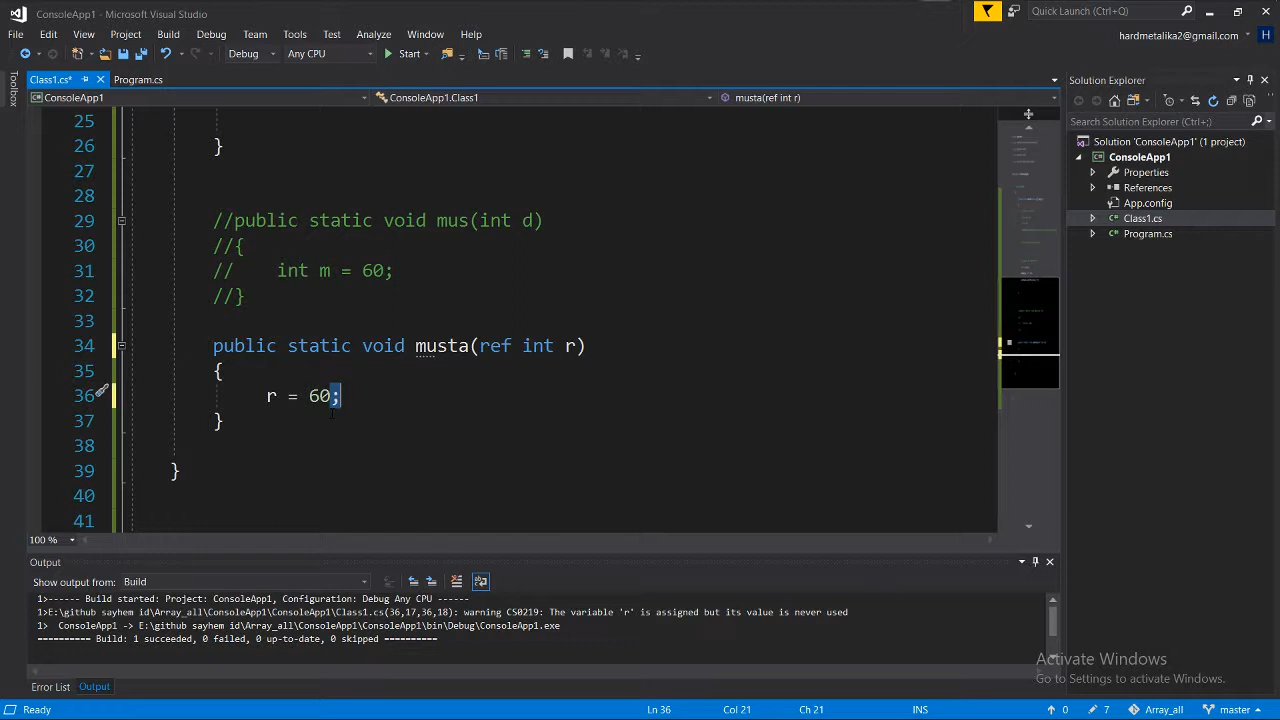 ConsoleApp1 - Microsoft Visual Studio
Quick Launch (Ctrl+;)
File Edit View Project Build Debug Team Tools Test Analyze Window Help
hardmetalika2@gmail.com H
Debug Any CPU Start
Toolbox
Class1.cs* Program.cs
ConsoleApp1 ConsoleApp1.Class1 musta(ref int r)
25
26 }
27
28
29 //public static void mus(int d)
30 //{
31 // int m = 60;
32 //}
33
34 public static void musta(ref int r)
35 {
36 r = 60;
37 }
38
39 }
40
41
100 %
Solution Explorer
Search Solution Explorer (Ctrl+;)
Solution 'ConsoleApp1' (1 project)
ConsoleApp1
Properties
References
App.config
Class1.cs
Program.cs
Output
Show output from: Build
1>------ Build started: Project: ConsoleApp1, Configuration: Debug Any CPU ------
1>E:\github sayhem id\Array_all\ConsoleApp1\ConsoleApp1\Class1.cs(36,17,36,18): warning CS0219: The variable 'r' is assigned but its value is never used
1> ConsoleApp1 -> E:\github sayhem id\Array_all\ConsoleApp1\ConsoleApp1\bin\Debug\ConsoleApp1.exe
========== Build: 1 succeeded, 0 failed, 0 up-to-date, 0 skipped ==========
Activate Windows
Go to Settings to activate Windows.
Error List Output
Ready Ln 36 Col 21 Ch 21 INS 0 7 Array_all master